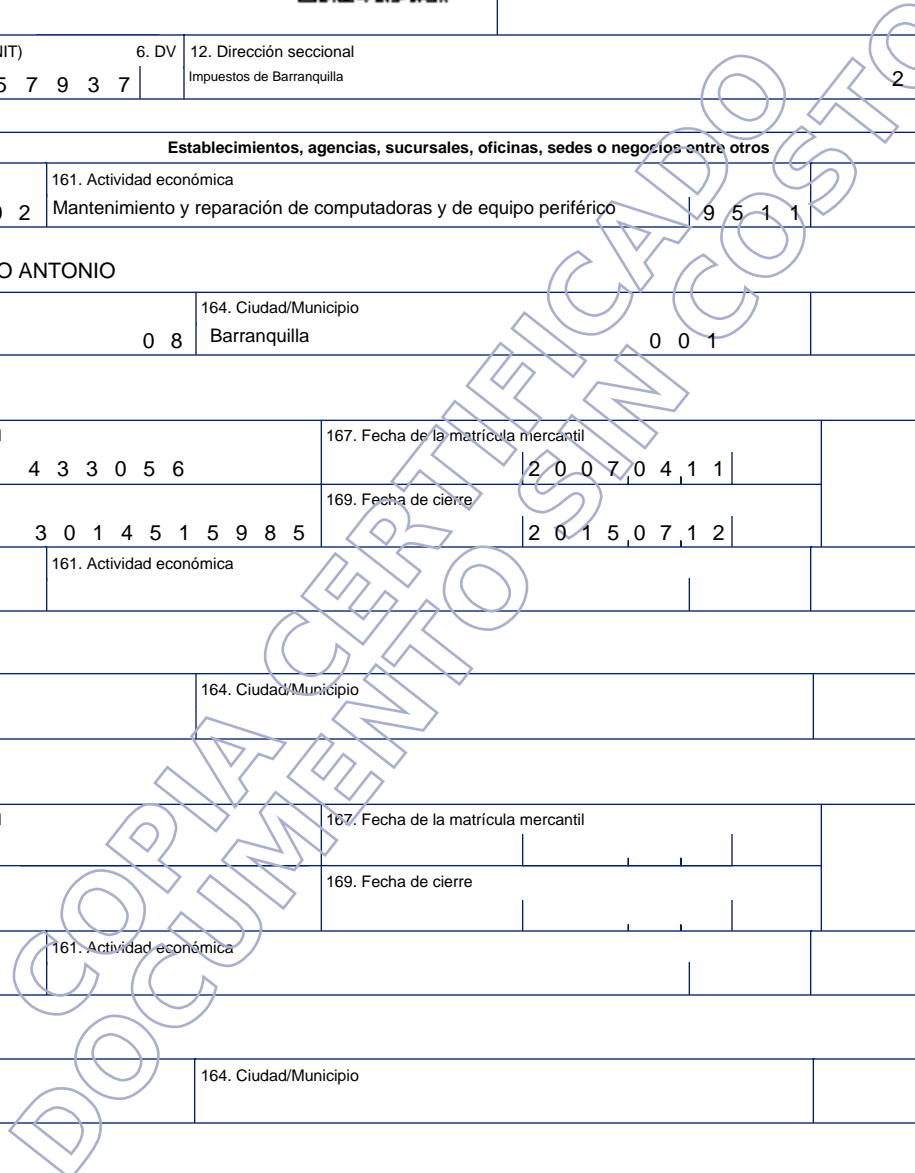 NIT) 6. DV 12. Dirección seccional
5 7 9 3 7 Impuestos de Barranquilla 2
Establecimientos, agencias, sucursales, oficinas, sedes o negocios entre otros
161. Actividad económica
2 Mantenimiento y reparación de computadoras y de equipo periférico 9 5 1 1
O ANTONIO
164. Ciudad/Municipio
0 8 Barranquilla 0 0 1
167. Fecha de la matrícula mercantil
4 3 3 0 5 6 2 0 0 7 0 4 1 1
169. Fecha de cierre
3 0 1 4 5 1 5 9 8 5 2 0 1 5 0 7 1 2
161. Actividad económica
164. Ciudad/Municipio
167. Fecha de la matrícula mercantil
169. Fecha de cierre
161. Actividad económica
164. Ciudad/Municipio
COPIA CERTIFICADO
DOCUMENTO SIN COSTO